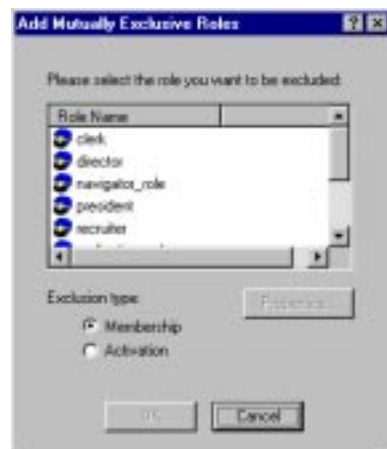 Add Mutually Exclusive Roles
Please select the role you want to be excluded:
Role Name
clerk
director
navigator_role
president
recruiter
Exclusion type:
Properties...
Membership
Activation
OK
Cancel